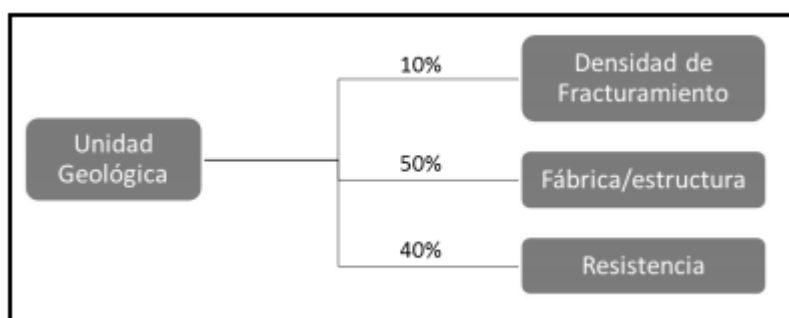 10%
Densidad de
Fracturamiento
Unidad
Geológica
50%
Fábrica/estructura
40%
Resistencia